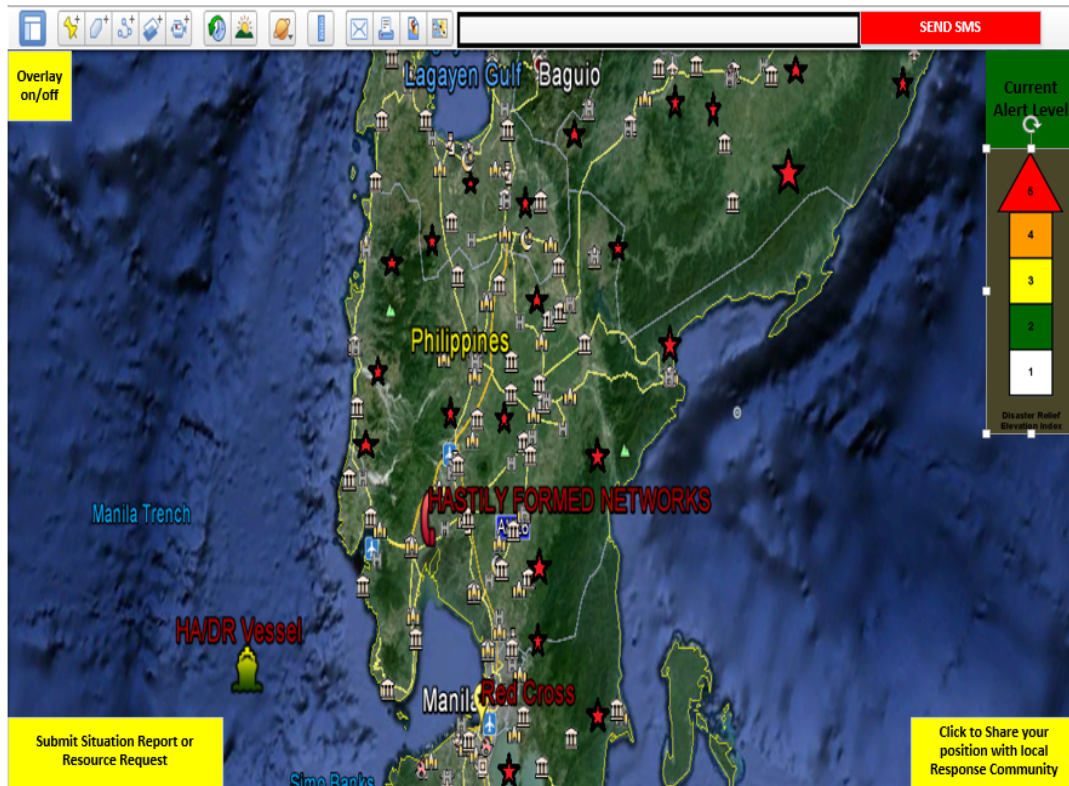 SEND SMS
Overlay
on/off
Lagayen Gulf
Baguio
Current
Alert Level
5
4
3
2
1
Disaster Relief
Elevation Index
Philippines
HASTILY FORMED NETWORKS
Manila Trench
HA/DR Vessel
Manila
Red Cross
Submit Situation Report or
Resource Request
Click to Share your
position with local
Response Community